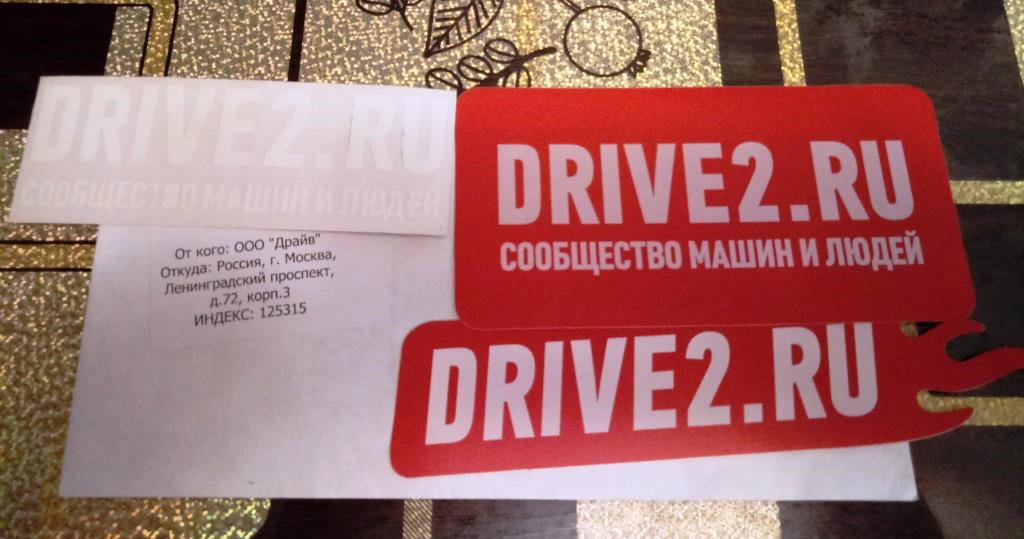 DRIVE2.RU
СООБЩЕСТВО МАШИН И ЛЮДЕЙ
От кого: ООО "Драйв"
Откуда: Россия, г. Москва,
Ленинградский проспект,
д.72, корп.3
ИНДЕКС: 125315
DRIVE2.RU
СООБЩЕСТВО МАШИН И ЛЮДЕЙ
DRIVE2.RU